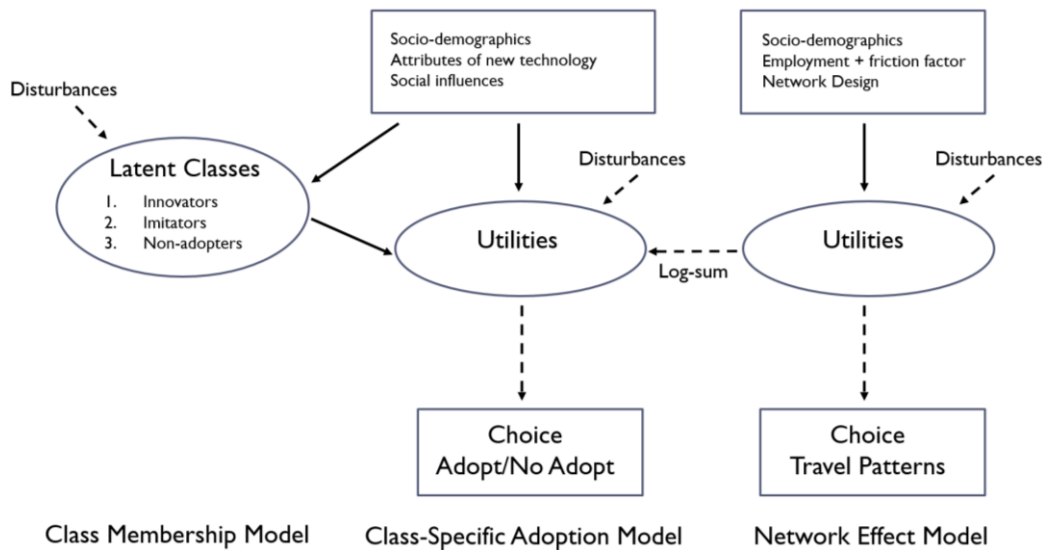 Socio-demographics
Attributes of new technology
Social influences
Socio-demographics
Employment + friction factor
Network Design
Disturbances
Latent Classes
1. Innovators
2. Imitators
3. Non-adopters
Disturbances
Disturbances
Utilities
Log-sum
Utilities
Choice
Adopt/No Adopt
Choice
Travel Patterns
Class Membership Model
Class-Specific Adoption Model
Network Effect Model